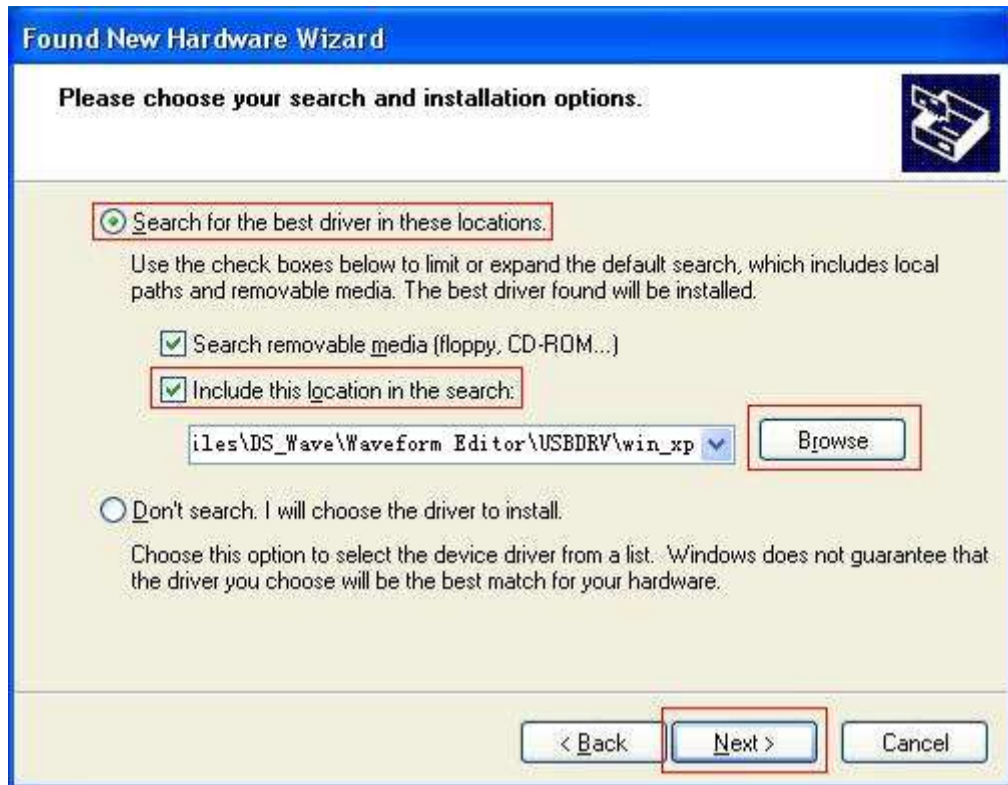 Found New Hardware Wizard
Please choose your search and installation options.
Search for the best driver in these locations.
Use the check boxes below to limit or expand the default search, which includes local
paths and removable media. The best driver found will be installed.
Search removable media (floppy, CD-ROM...)
Include this location in the search:
iles\DS_Wave\Waveform Editor\USBDRV\win_xp
Browse
Don't search. I will choose the driver to install.
Choose this option to select the device driver from a list. Windows does not guarantee that
the driver you choose will be the best match for your hardware.
< Back Next > Cancel